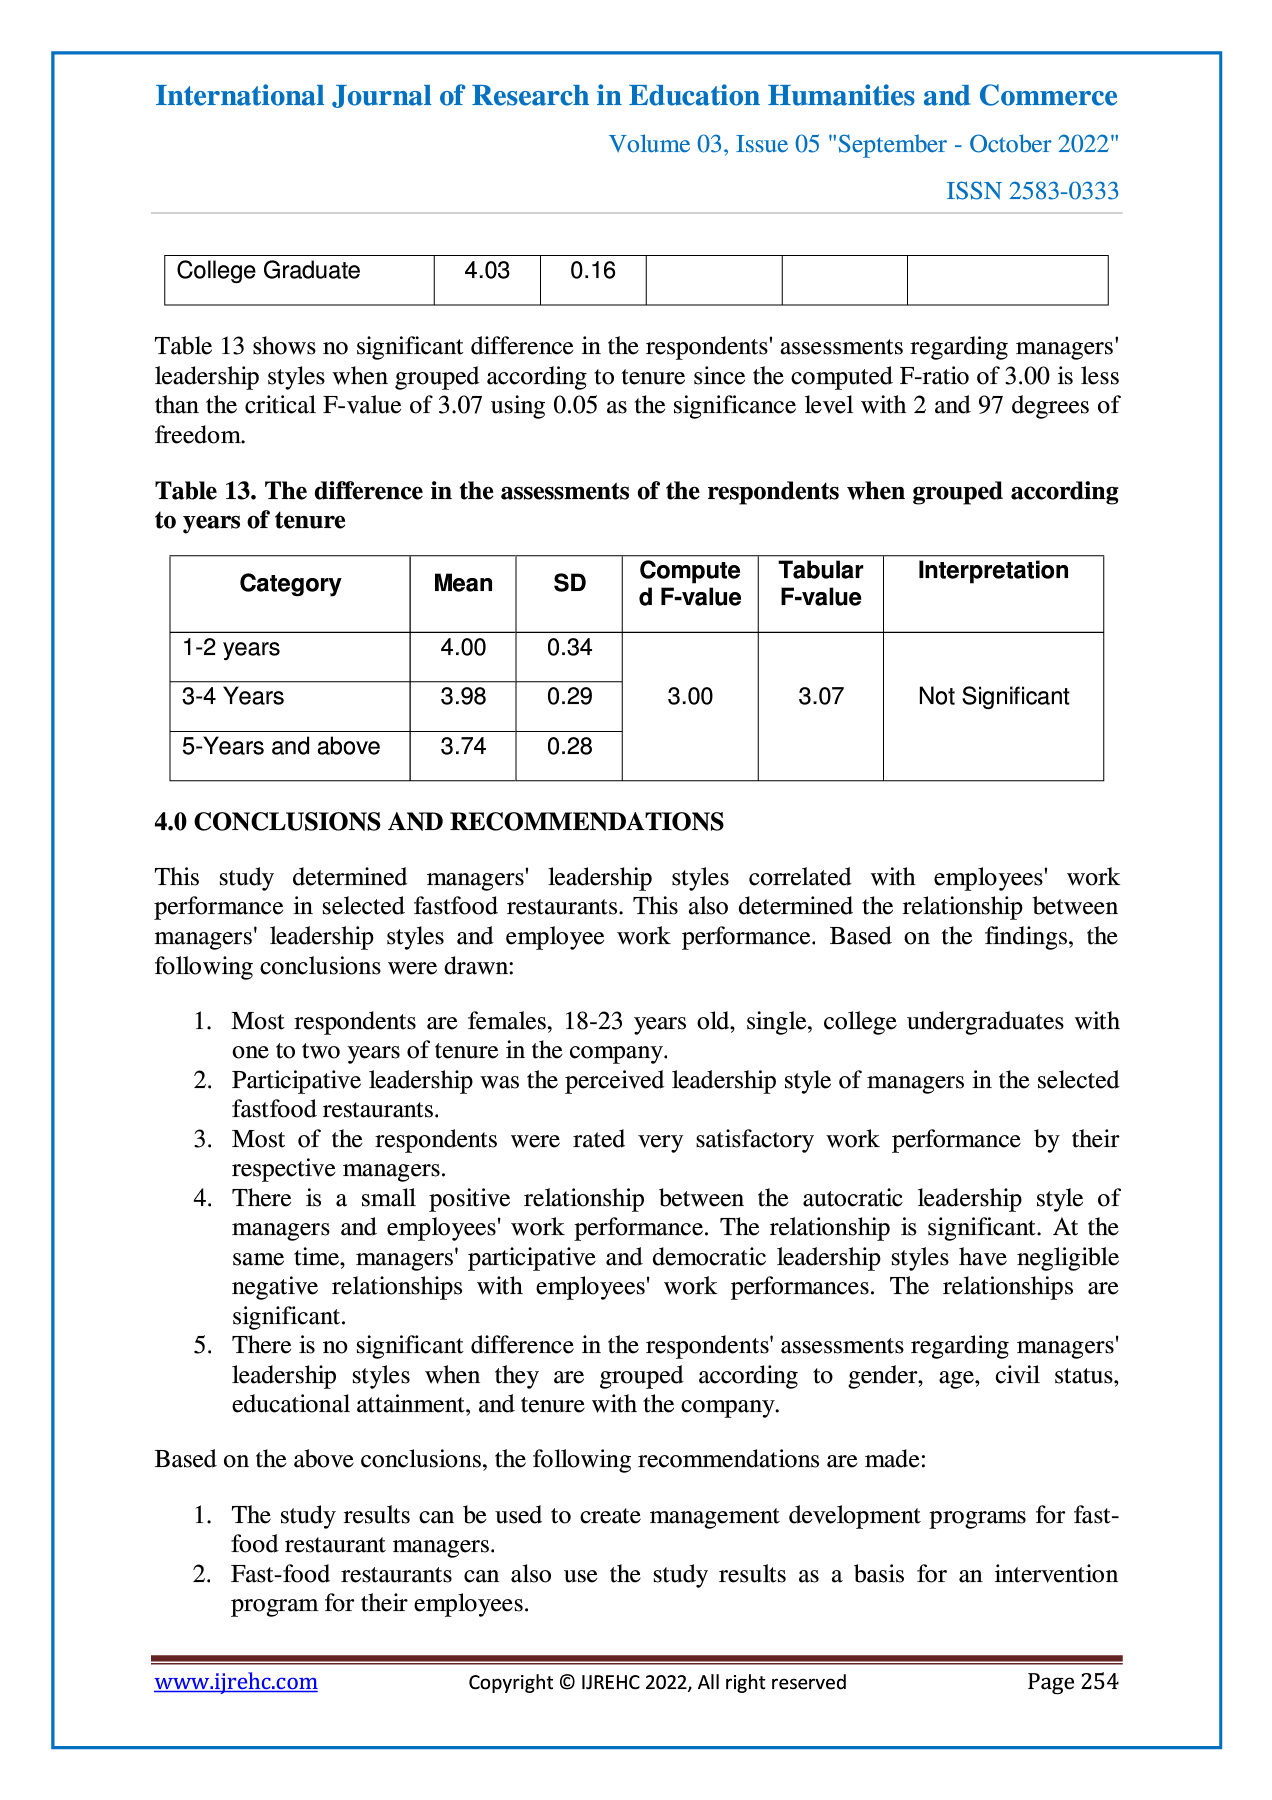 International Journal of Research in Education Humanities and Commerce
Volume 03, Issue 05 "September - October 2022"
ISSN 2583-0333
College Graduate 4.03 0.16
Table 13 shows no significant difference in the respondents' assessments regarding managers'
leadership styles when grouped according to tenure since the computed F-ratio of 3.00 is less
than the critical F-value of 3.07 using 0.05 as the significance level with 2 and 97 degrees of
freedom.
Table 13. The difference in the assessments of the respondents when grouped according
to years of tenure
Category Mean SD Compute Tabular Interpretation
d F-value F-value
1-2 years 4.00 0.34
3-4 Years 3.98 0.29 3.00 3.07 Not Significant
5-Years and above 3.74 0.28
4.0 CONCLUSIONS AND RECOMMENDATIONS
This study determined managers' leadership styles correlated with employees' work
performance in selected fastfood restaurants. This also determined the relationship between
managers' leadership styles and employee work performance. Based on the findings, the
following conclusions were drawn:
1. Most respondents are females, 18-23 years old, single, college undergraduates with
one to two years of tenure in the company.
2. Participative leadership was the perceived leadership style of managers in the selected
fastfood restaurants.
3. Most of the respondents were rated very satisfactory work performance by their
respective managers.
4. There is a small positive relationship between the autocratic leadership style of
managers and employees' work performance. The relationship is significant. At the
same time, managers' participative and democratic leadership styles have negligible
negative relationships with employees' work performances. The relationships are
significant.
5. There is no significant difference in the respondents' assessments regarding managers'
leadership styles when they are grouped according to gender, age, civil status,
educational attainment, and tenure with the company.
Based on the above conclusions, the following recommendations are made:
1. The study results can be used to create management development programs for fast-
food restaurant managers.
2. Fast-food restaurants can also use the study results as a basis for an intervention
program for their employees.
www.ijrehc.com Copyright © IJREHC 2022, All right reserved Page 254